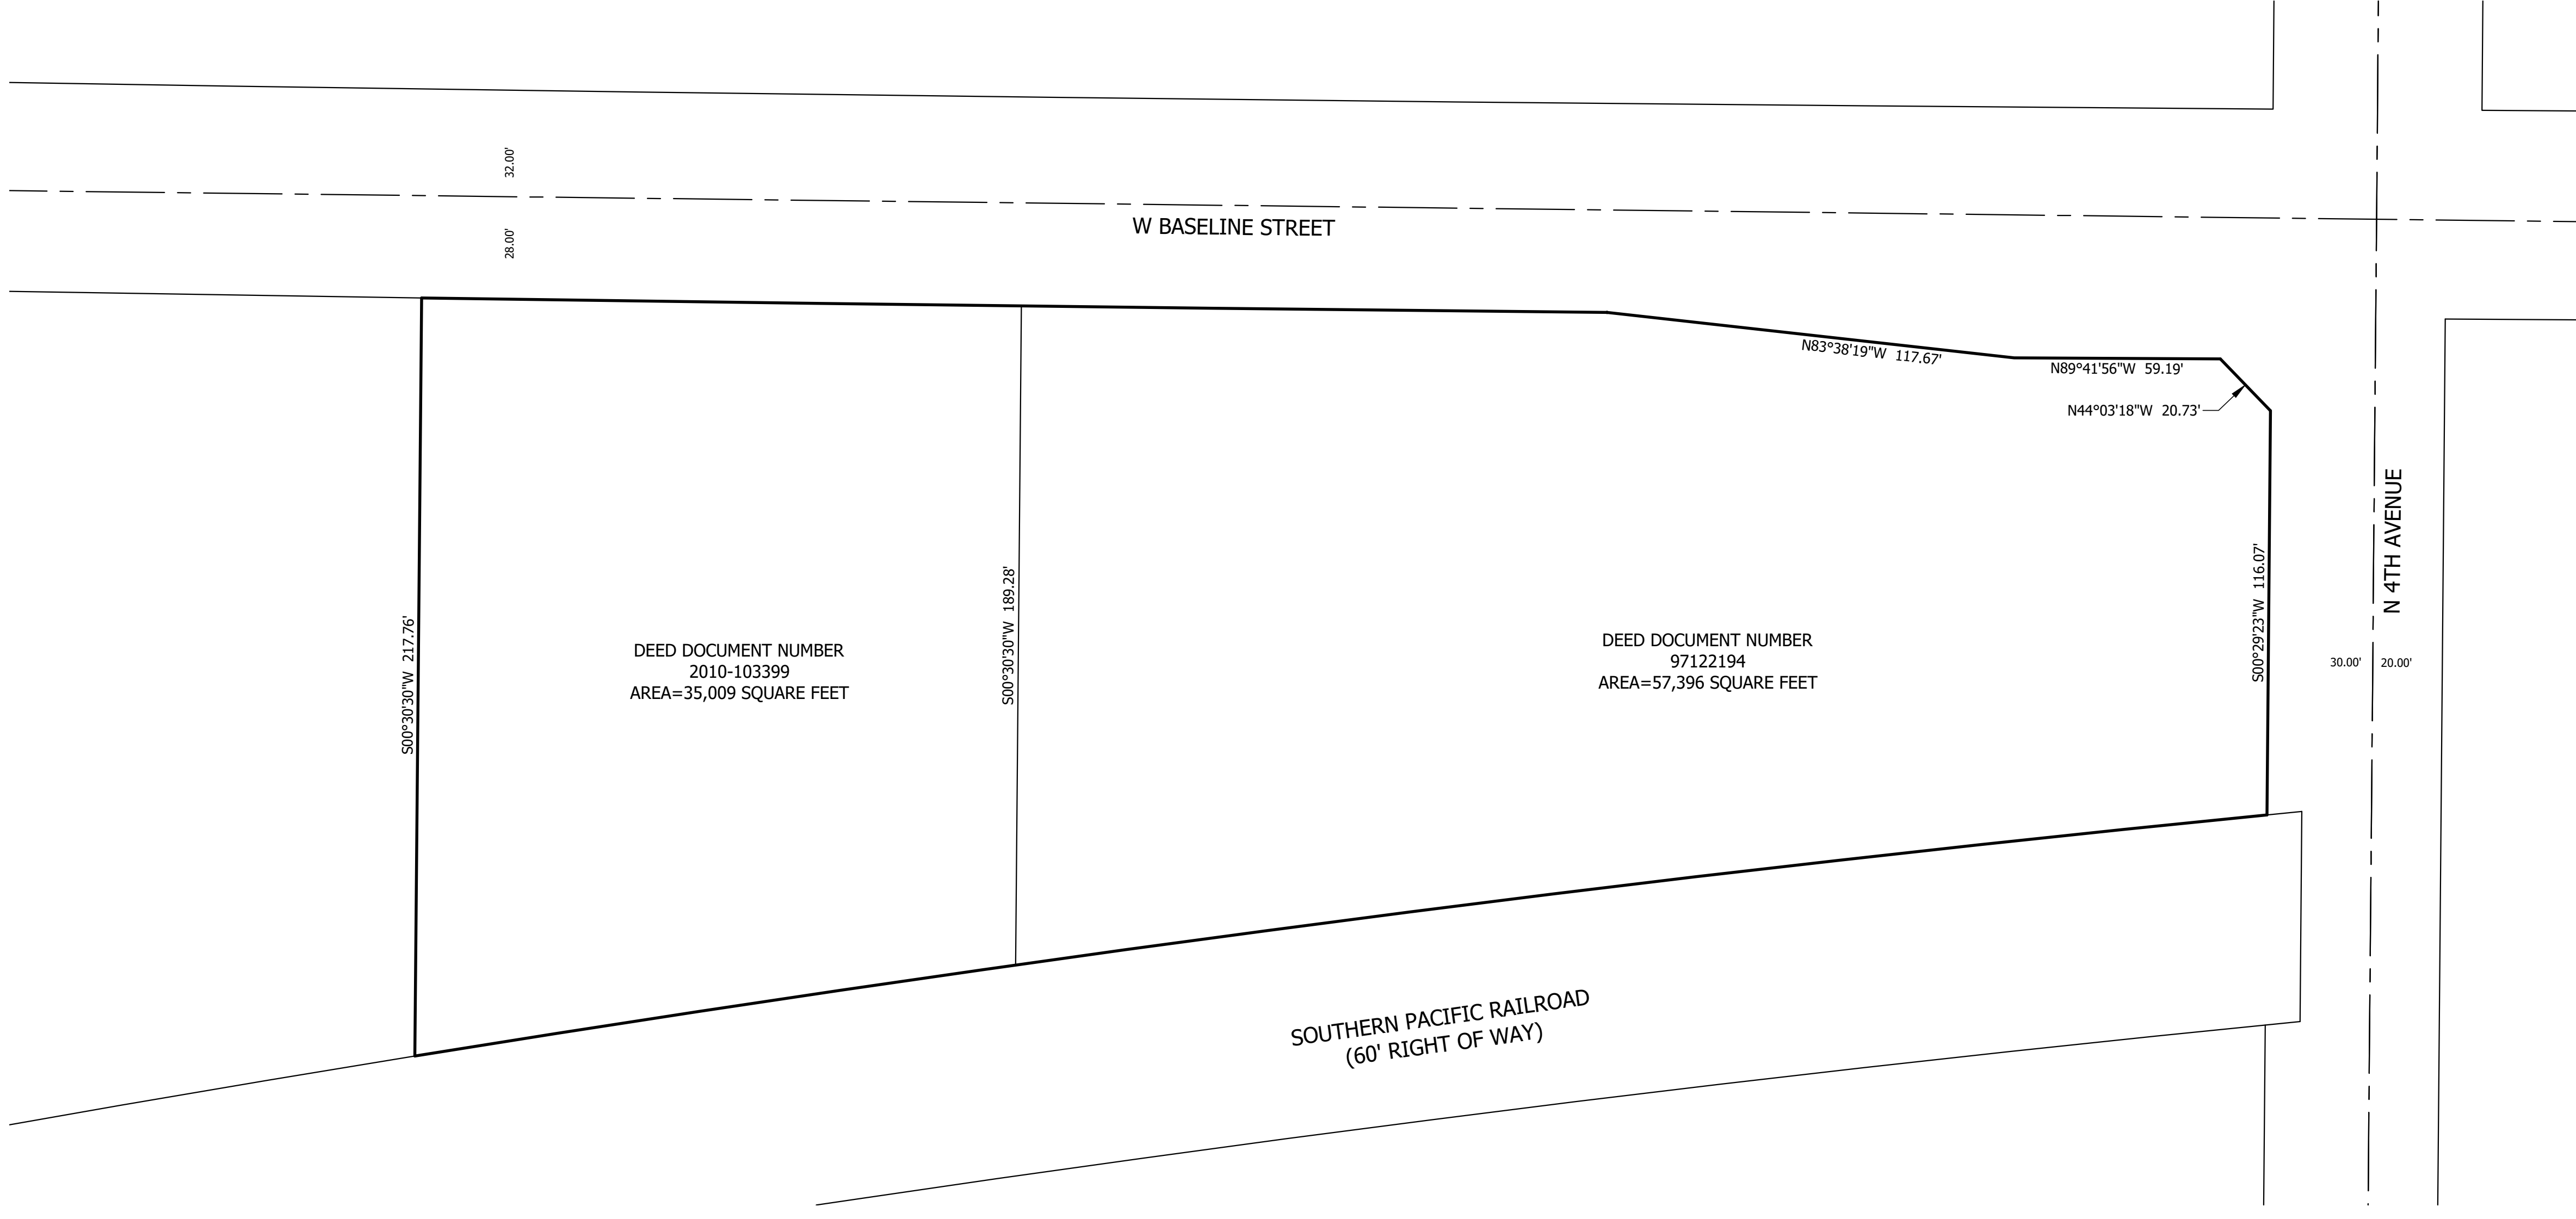 32.00'
28.00'
W BASELINE STREET
N83°38'19"W 117.67'
N89°41'56"W 59.19'
N44°03'18"W 20.73'
N 4TH AVENUE
S00°29'23"W 116.07'
30.00'
20.00'
S00°30'30"W 217.76'
S00°30'30"W 189.28'
DEED DOCUMENT NUMBER
2010-103399
AREA=35,009 SQUARE FEET
DEED DOCUMENT NUMBER
97122194
AREA=57,396 SQUARE FEET
SOUTHERN PACIFIC RAILROAD
(60' RIGHT OF WAY)